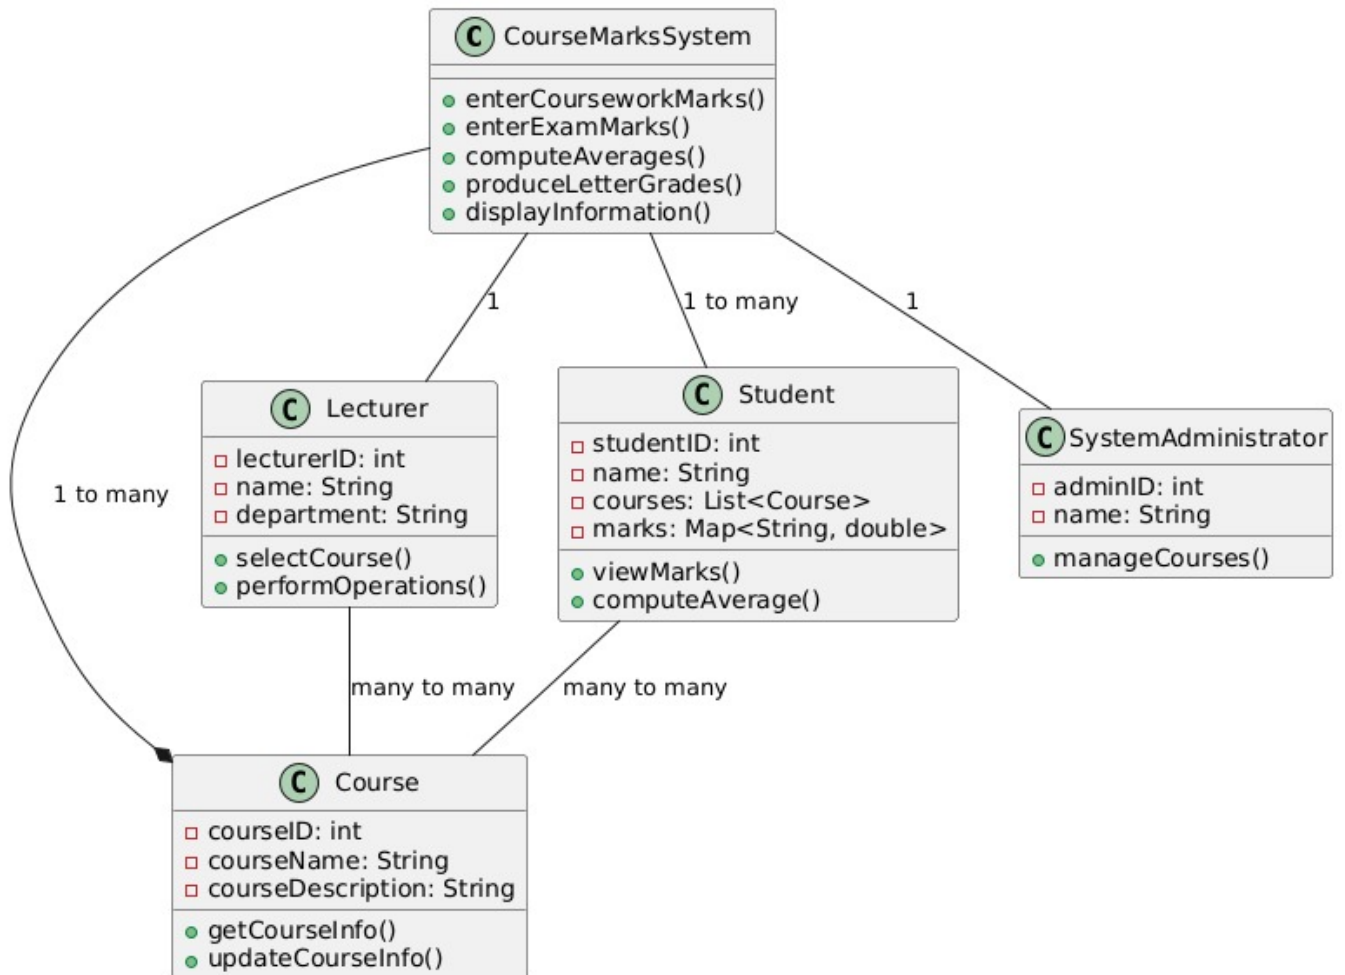 C CourseMarksSystem
enterCourseworkMarks()
enterExamMarks()
computeAverages()
produceLetterGrades()
displayInformation()
1
1 to many
1
C Lecturer
lecturerID: int
name: String
department: String
selectCourse()
performOperations()
C Student
studentID: int
name: String
courses: List<Course>
marks: Map<String, double>
viewMarks()
computeAverage()
C SystemAdministrator
adminID: int
name: String
manageCourses()
1 to many
many to many
many to many
C Course
courseID: int
courseName: String
courseDescription: String
getCourseInfo()
updateCourseInfo()